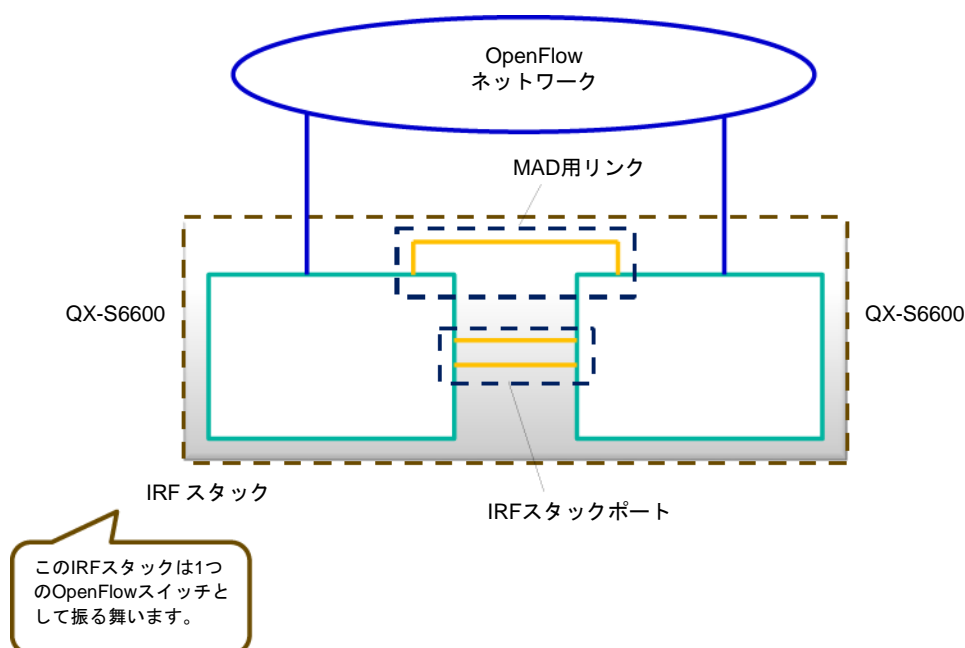 OpenFlow
ネットワーク
MAD用リンク
QX-S6600
QX-S6600
IRF スタック
IRFスタックポート
このIRFスタックは1つ
のOpenFlowスイッチと
して振る舞います。